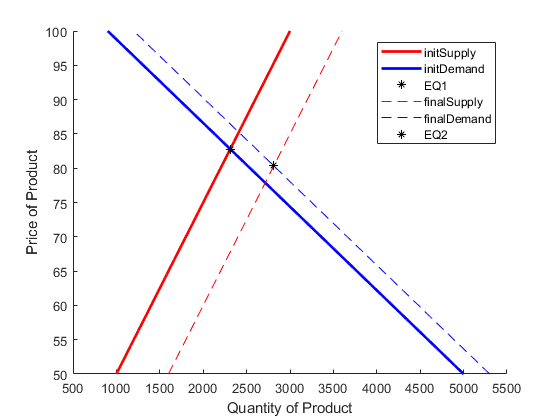 100
95
90
85
80
75
70
65
60
55
50
Price of Product
initSupply
initDemand
EQ1
finalSupply
finalDemand
EQ2
500 1000 1500 2000 2500 3000 3500 4000 4500 5000 5500
Quantity of Product